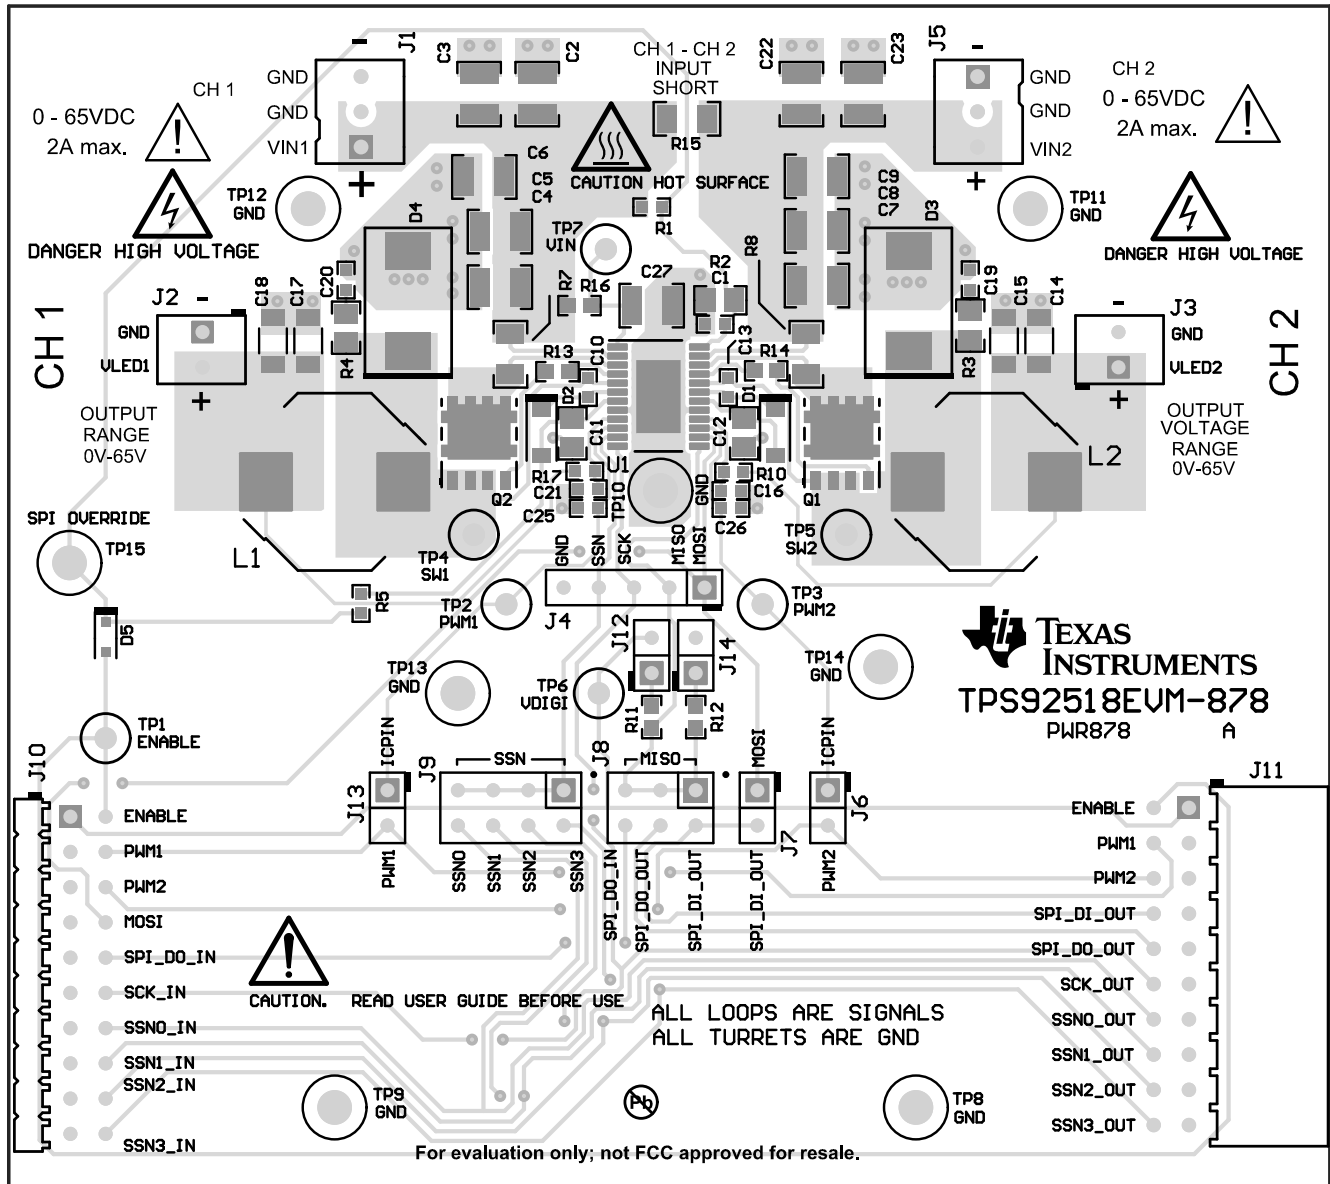 J1
C3
C2
CH 1 - CH 2
INPUT
SHORT
C22
C23
J5
-
-
GND
GND
VIN1
+
CH 1
0 - 65VDC
2A max.
GND
GND
VIN2
+
CH 2
0 - 65VDC
2A max.
R15
CAUTION HOT SURFACE
C6
C5
C4
C9
C8
C7
TP12
GND
TP11
GND
DANGER HIGH VOLTAGE
DANGER HIGH VOLTAGE
D4
D3
R1
TP7
VIN
R8
R7
R16
C27
R2
C1
C20
C18
C17
C19
C15
C14
J2
-
GND
VLED1
+
J3
-
GND
VLED2
+
CH 1
CH 2
R4
R3
R13
C10
C13
R14
D2
D1
C11
C12
OUTPUT
RANGE
0V-65V
OUTPUT
VOLTAGE
RANGE
0V-65V
L2
L1
U1
R17
R10
C21
C16
C25
C26
TP10
GND
Q2
Q1
SPI OVERRIDE
TP15
TP4
SW1
TP5
SW2
GND
SSN
SCK
MISO
MOSI
J4
TP2
PWM1
TP3
PWM2
R5
D5
J12
J14
TP13
GND
TP14
GND
TP6
VDIGI
R11
R12
TEXAS
INSTRUMENTS
TPS92518EVM-878
PWR878
A
TP1
ENABLE
J10
J11
ICPIN
J13
PWM1
J9
SSN
SSN0
SSN1
SSN2
SSN3
J8
MISO
SPI_DO_IN
SPI_DO_OUT
SPI_DI_OUT
MOSI
J7
SPI_DI_OUT
ICPIN
J6
PWM2
ENABLE
PWM1
PWM2
MOSI
SPI_DO_IN
SCK_IN
SSN0_IN
SSN1_IN
SSN2_IN
SSN3_IN
ENABLE
PWM1
PWM2
SPI_DI_OUT
SPI_DO_OUT
SCK_OUT
SSN0_OUT
SSN1_OUT
SSN2_OUT
SSN3_OUT
CAUTION. READ USER GUIDE BEFORE USE
ALL LOOPS ARE SIGNALS
ALL TURRETS ARE GND
TP9
GND
Pb
TP8
GND
For evaluation only; not FCC approved for resale.